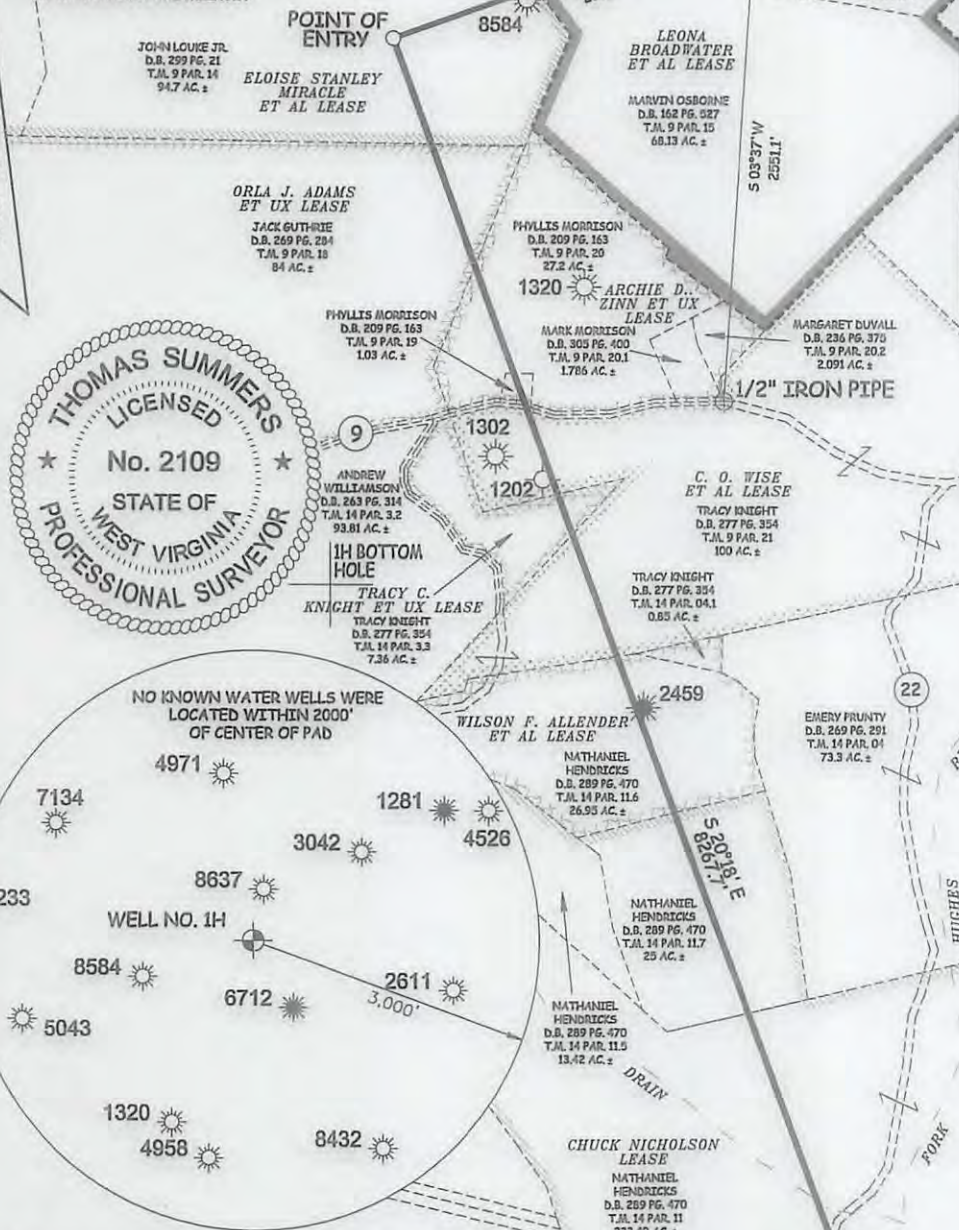 POINT OF
ENTRY
8584
JOHN LOUKE JR.
D.B. 299 PG. 21
T.M. 9 PAR. 14
94.7 AC. ±
ELOISE STANLEY
MIRACLE
ET AL LEASE
LEONA
BROADWATER
ET AL LEASE
MARVIN OSBORNE
D.B. 162 PG. 527
T.M. 9 PAR. 15
68.13 AC. ±
S 03°37' W
2551.1'
ORLA J. ADAMS
ET UX LEASE
JACK GUTHRIE
D.B. 269 PG. 284
T.M. 9 PAR. 18
84 AC. ±
PHYLLIS MORRISON
D.B. 209 PG. 163
T.M. 9 PAR. 20
27.2 AC. ±
1320
ARCHIE D..
ZINN ET UX
LEASE
PHYLLIS MORRISON
D.B. 209 PG. 163
T.M. 9 PAR. 19
1.03 AC. ±
MARK MORRISON
D.B. 305 PG. 400
T.M. 9 PAR. 20.1
1.786 AC. ±
MARGARET DUVALL
D.B. 236 PG. 375
T.M. 9 PAR. 20.2
2.091 AC. ±
1/2" IRON PIPE
THOMAS SUMMERS
LICENSED
No. 2109
STATE OF
WEST VIRGINIA
PROFESSIONAL SURVEYOR
9
1302
1202
ANDREW
WILLIAMSON
D.B. 263 PG. 314
T.M. 14 PAR. 3.2
93.81 AC. ±
C. O. WISE
ET AL LEASE
TRACY KNIGHT
D.B. 277 PG. 354
T.M. 9 PAR. 21
100 AC. ±
1H BOTTOM
HOLE
TRACY C.
KNIGHT ET UX LEASE
TRACY KNIGHT
D.B. 277 PG. 354
T.M. 14 PAR. 3.3
7.36 AC. ±
TRACY KNIGHT
D.B. 277 PG. 354
T.M. 14 PAR. 04.1
0.85 AC. ±
2459
22
WILSON F. ALLENDER
ET AL LEASE
NATHANIEL
HENDRICKS
D.B. 289 PG. 470
T.M. 14 PAR. 11.6
26.95 AC. ±
EMERY PRUNTY
D.B. 269 PG. 291
T.M. 14 PAR. 04
73.3 AC. ±
NO KNOWN WATER WELLS WERE
LOCATED WITHIN 2000'
OF CENTER OF PAD
4971
7134
1281
4526
3042
8637
233
WELL NO. 1H
8584
6712
2611
3,000'
5043
1320
4958
8432
S 20°18' E
8267.7'
NATHANIEL
HENDRICKS
D.B. 289 PG. 470
T.M. 14 PAR. 11.7
25 AC. ±
HUGHES
NATHANIEL
HENDRICKS
D.B. 289 PG. 470
T.M. 14 PAR. 11.5
13.42 AC. ±
DRAIN
FORK
CHUCK NICHOLSON
LEASE
NATHANIEL
HENDRICKS
D.B. 289 PG. 470
T.M. 14 PAR. 11